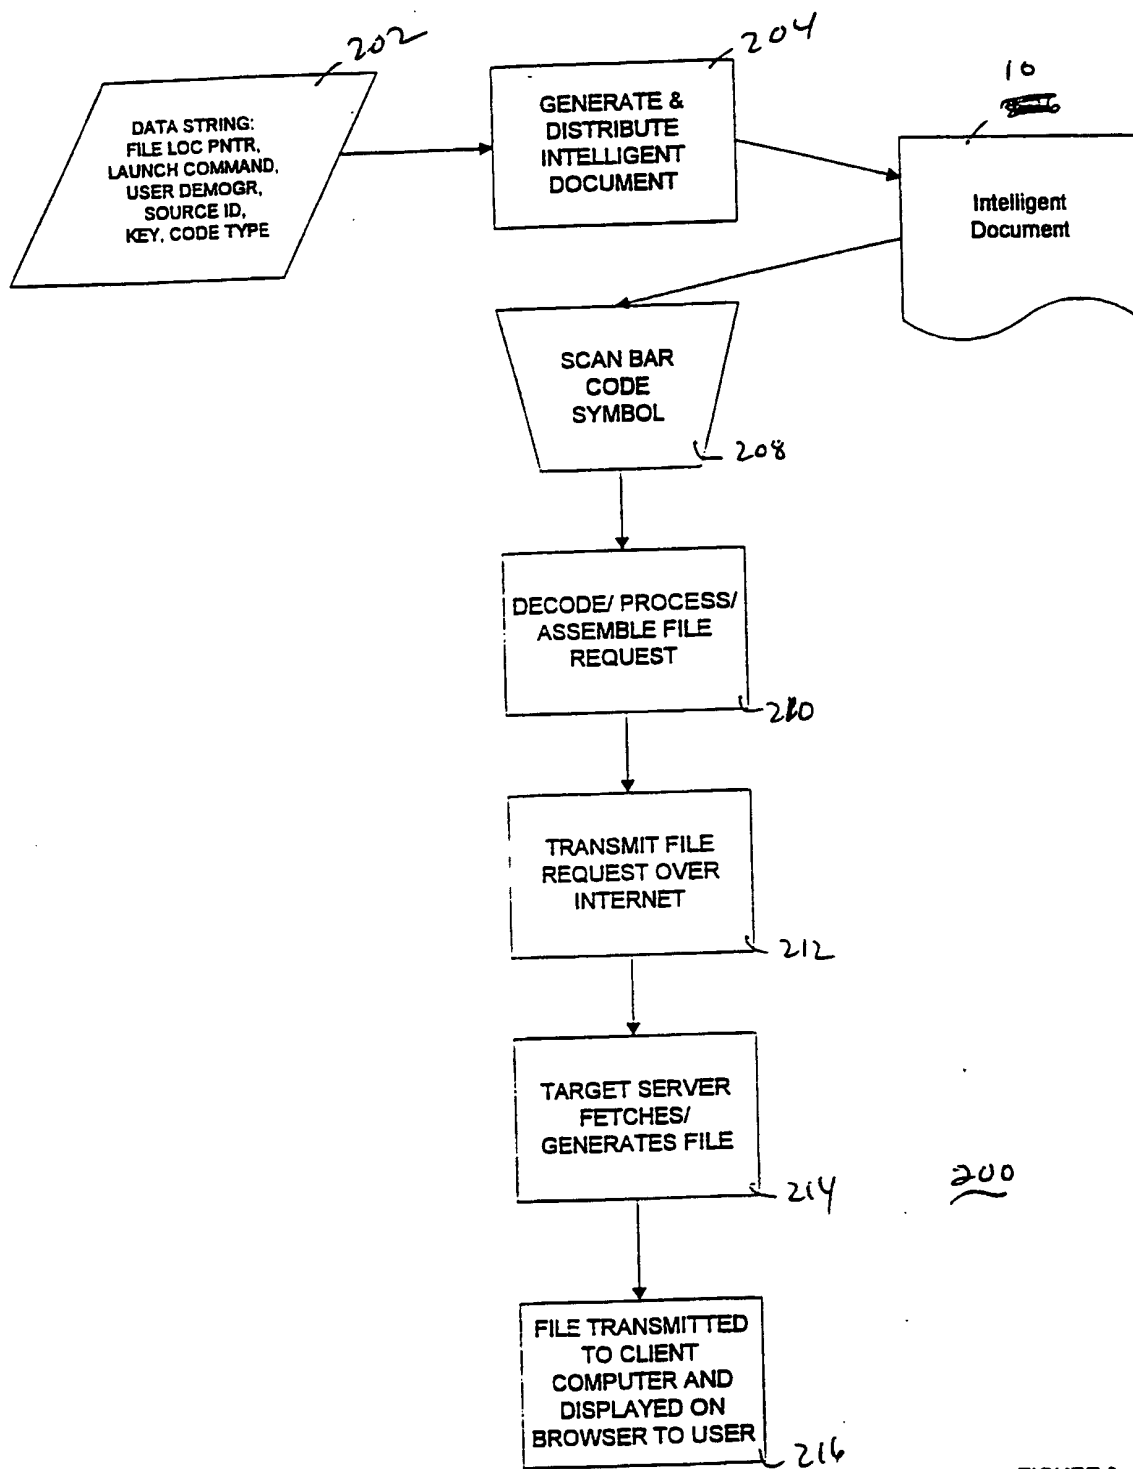 202
204
10
DATA STRING:
FILE LOC PNTR,
LAUNCH COMMAND,
USER DEMOGR,
SOURCE ID,
KEY, CODE TYPE
GENERATE &
DISTRIBUTE
INTELLIGENT
DOCUMENT
Intelligent
Document
SCAN BAR
CODE
SYMBOL
208
DECODE/ PROCESS/
ASSEMBLE FILE
REQUEST
210
TRANSMIT FILE
REQUEST OVER
INTERNET
212
TARGET SERVER
FETCHES/
GENERATES FILE
214
200
FILE TRANSMITTED
TO CLIENT
COMPUTER AND
DISPLAYED ON
BROWSER TO USER
216